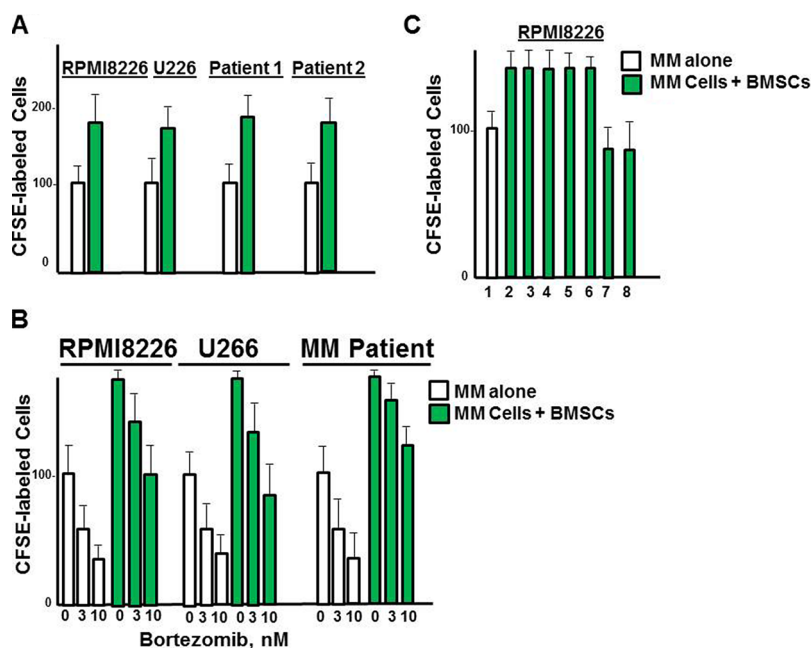 A
RPMI8226 U226 Patient 1 Patient 2
CFSE-labeled Cells
200
100
0
C
RPMI8226
MM alone
MM Cells + BMSCs
CFSE-labeled Cells
100
0
1 2 3 4 5 6 7 8
B
RPMI8226 U266 MM Patient
MM alone
MM Cells + BMSCs
CFSE-labeled Cells
100
0
0 3 10 0 3 10 0 3 10 0 3 10 0 3 10 0 3 10
Bortezomib, nM